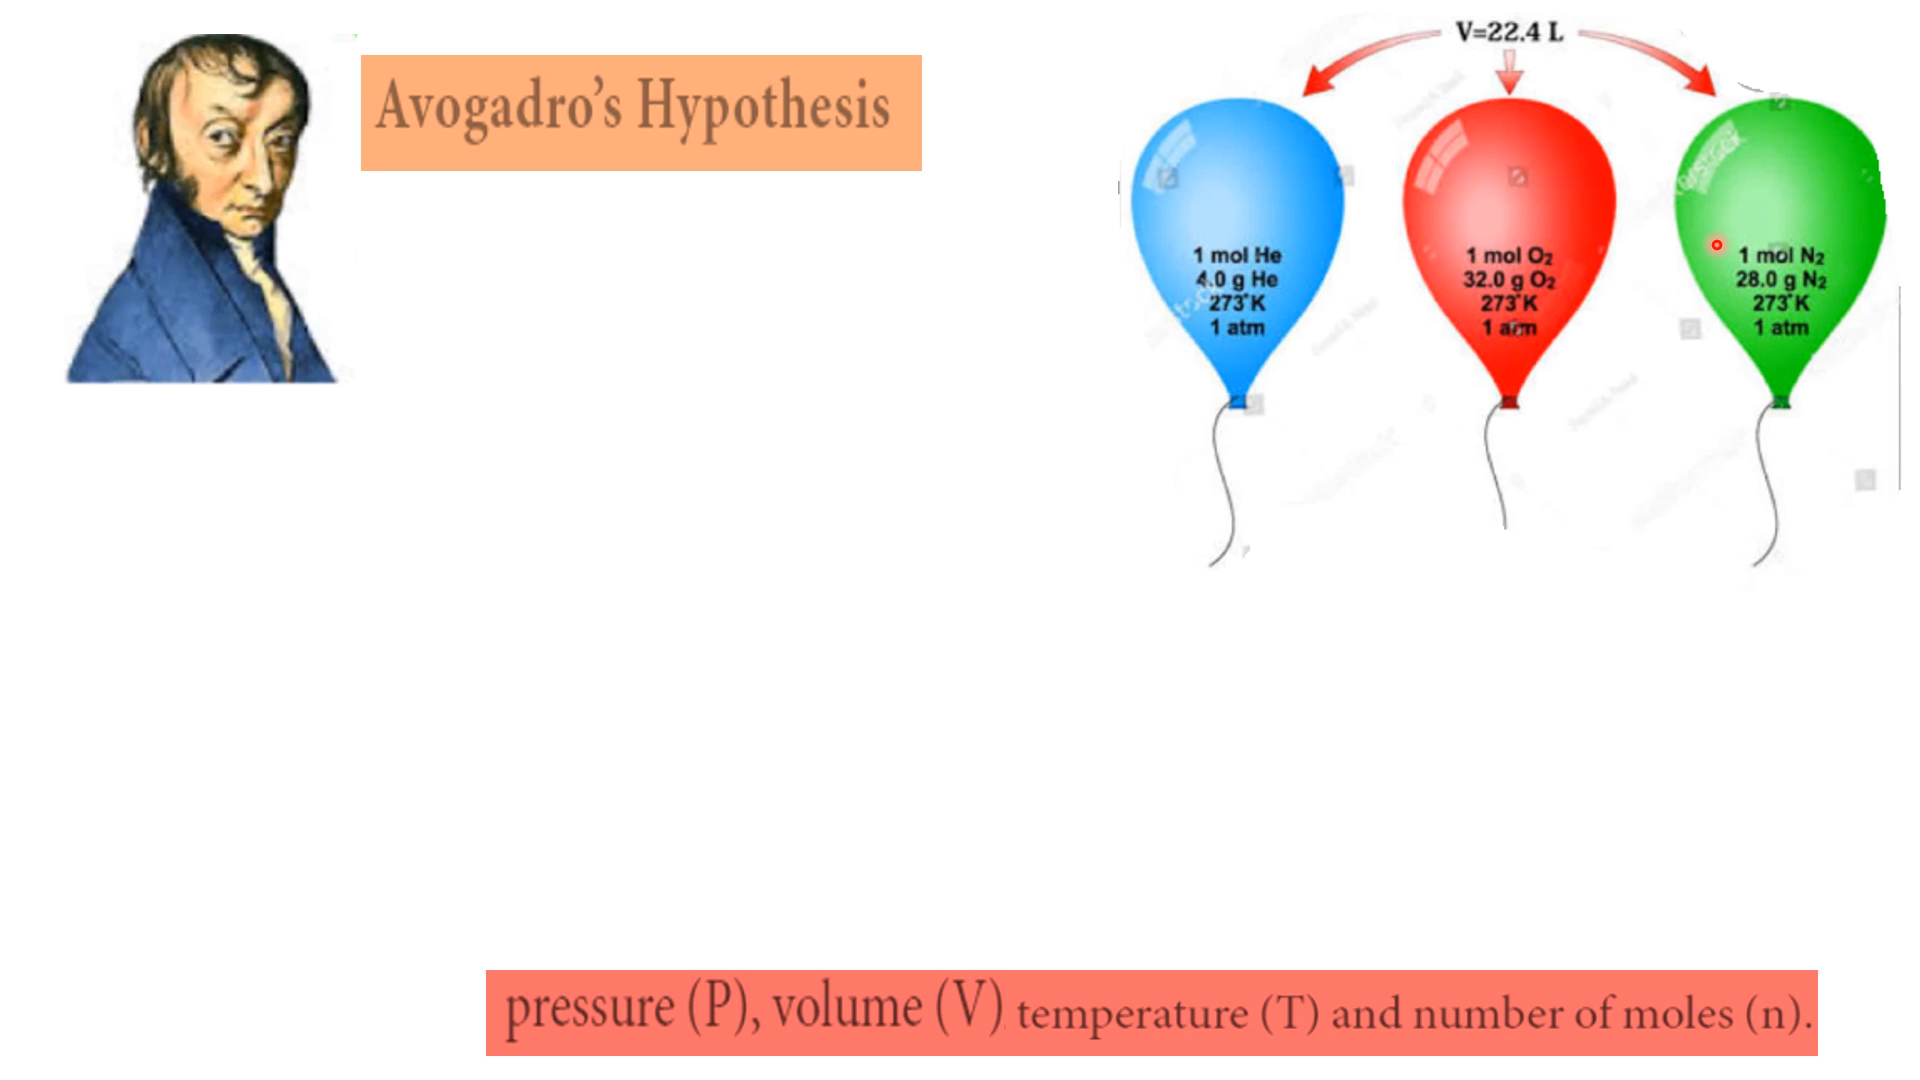 V=22.4 L
Avogadro's Hypothesis
1 mol He
4.0 g He
273°K
1 atm
1 mol O₂
32.0 g O₂
273°K
1 atm
1 mol N₂
28.0 g N₂
273°K
1 atm
pressure (P), volume (V) temperature (T) and number of moles (n).